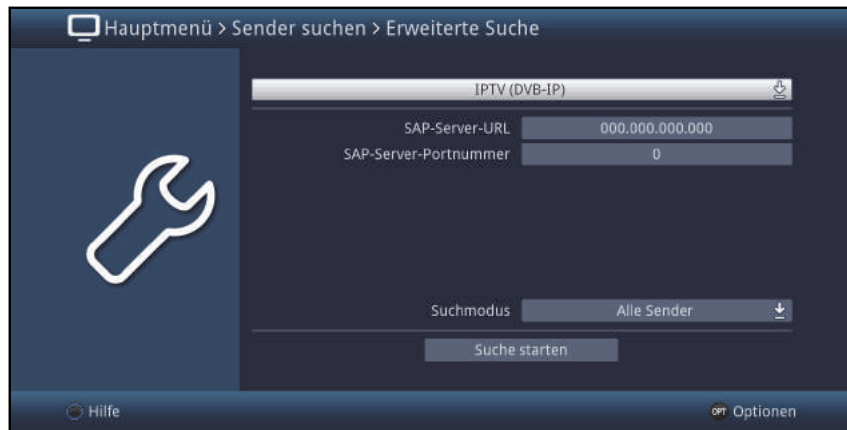 Hauptmenü > Sender suchen > Erweiterte Suche
IPTV (DVB-IP)
SAP-Server-URL 000.000.000.000
SAP-Server-Portnummer 0
Suchmodus Alle Sender
Suche starten
Hilfe OPT Optionen